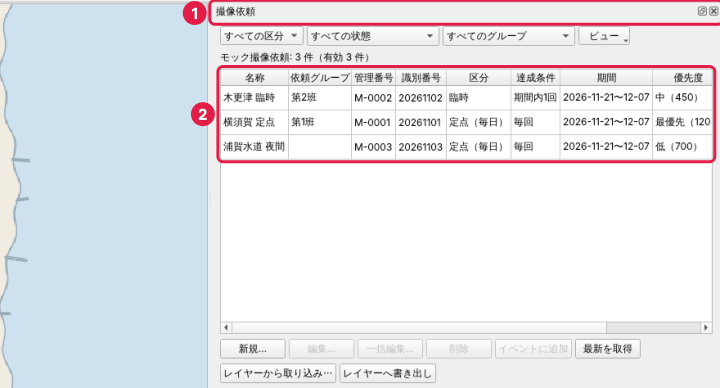 1 撮像依頼
すべての区分 すべての状態 すべてのグループ ビュー
モック撮像依頼: 3 件（有効 3 件）
2
名称 依頼グループ 管理番号 識別番号 区分 達成条件 期間 優先度
木更津 臨時 第2班 M-0002 20261102 臨時 期間内1回 2026-11-21〜12-07 中（450）
横須賀 定点 第1班 M-0001 20261101 定点（毎日） 毎回 2026-11-21〜12-07 最優先（120
浦賀水道 夜間 M-0003 20261103 定点（毎日） 毎回 2026-11-21〜12-07 低（700）
新規... 編集... 一括編集... 削除 イベントに追加 最新を取得
レイヤーから取り込み… レイヤーへ書き出し